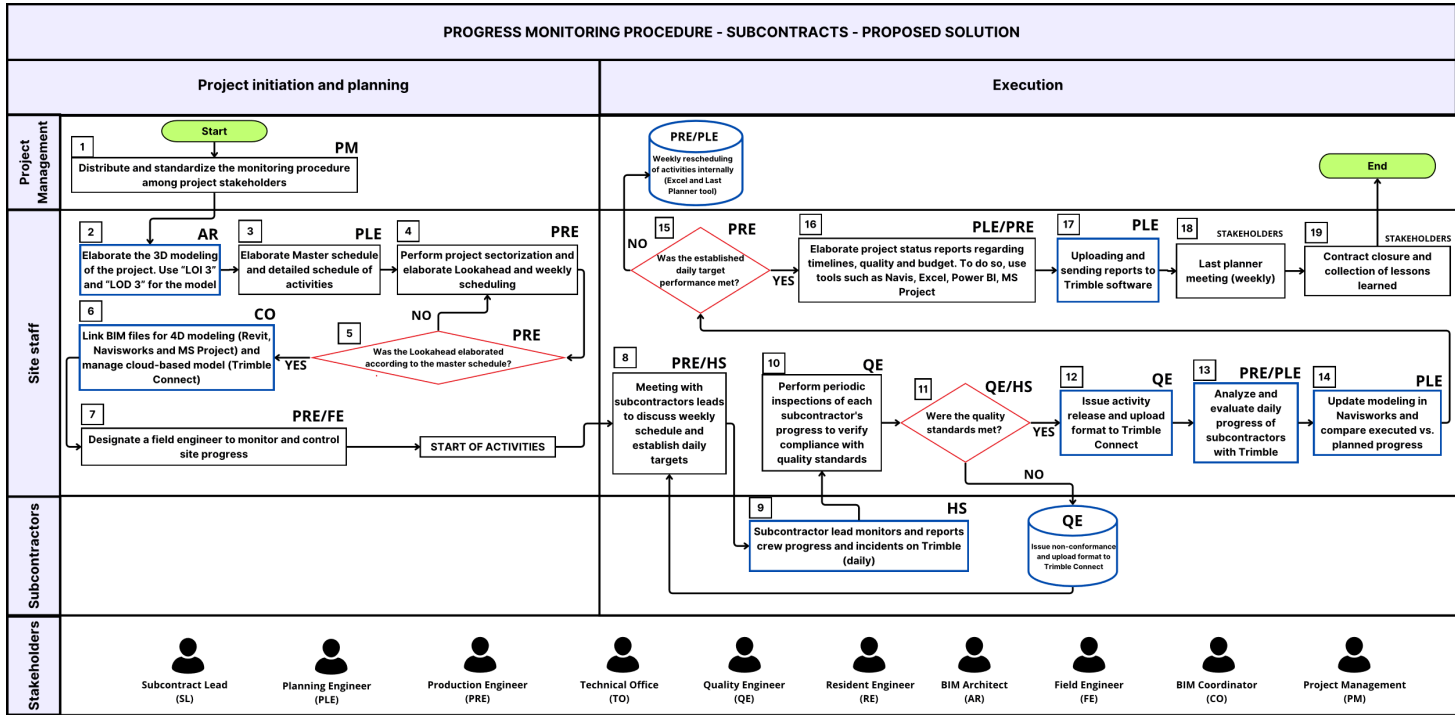 PROGRESS MONITORING PROCEDURE - SUBCONTRACTS - PROPOSED SOLUTION
Project initiation and planning
Execution
Project
Management
Start
1
PM
Distribute and standardize the monitoring procedure
among project stakeholders
PRE/PLE
Weekly rescheduling
of activities internally
(Excel and Last
Planner tool)
End
Site staff
2
AR
Elaborate the 3D modeling
of the project. Use "LOI 3"
and "LOD 3" for the model
3
PLE
Elaborate Master schedule
and detailed schedule of
activities
4
PRE
Perform project sectorization and
elaborate Lookahead and weekly
scheduling
NO
5
PRE
Was the Lookahead elaborated
according to the master schedule?
YES
6
CO
Link BIM files for 4D modeling (Revit,
Navisworks and MS Project) and
manage cloud-based model (Trimble
Connect)
7
PRE/FE
Designate a field engineer to monitor and control
site progress
START OF ACTIVITIES
15
PRE
NO
Was the established
daily target
performance met?
YES
16
PLE/PRE
Elaborate project status reports regarding
timelines, quality and budget. To do so, use
tools such as Navis, Excel, Power BI, MS
Project
17
PLE
Uploading and
sending reports to
Trimble software
18
STAKEHOLDERS
Last planner
meeting (weekly)
19
STAKEHOLDERS
Contract closure and
collection of lessons
learned
8
PRE/HS
Meeting with
subcontractors leads
to discuss weekly
schedule and
establish daily
targets
10
QE
Perform periodic
inspections of each
subcontractor's
progress to verify
compliance with
quality standards
11
QE/HS
Were the quality
standards met?
YES
NO
12
QE
Issue activity
release and upload
format to Trimble
Connect
13
PRE/PLE
Analyze and
evaluate daily
progress of
subcontractors
with Trimble
14
PLE
Update modeling in
Navisworks and
compare executed vs.
planned progress
Subcontractors
9
HS
Subcontractor lead monitors and reports
crew progress and incidents on Trimble
(daily)
QE
Issue non-conformance
and upload format to
Trimble Connect
Stakeholders
Subcontract Lead
(SL)
Planning Engineer
(PLE)
Production Engineer
(PRE)
Technical Office
(TO)
Quality Engineer
(QE)
Resident Engineer
(RE)
BIM Architect
(AR)
Field Engineer
(FE)
BIM Coordinator
(CO)
Project Management
(PM)